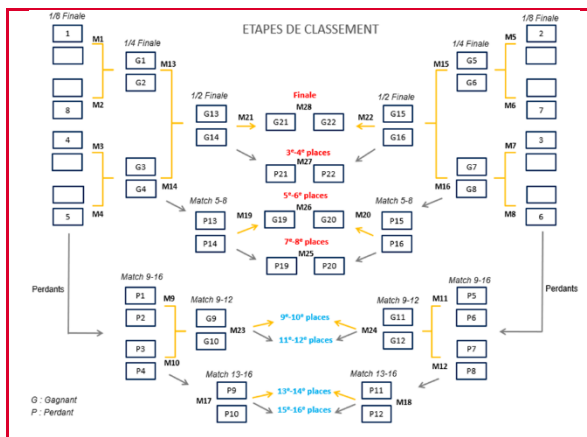 ETAPES DE CLASSEMENT
1/8 Finale
1/8 Finale
1
M1
M5
2
1/4 Finale
1/4 Finale
G1
M13
M15
G5
G2
G6
8
M2
M6
7
1/2 Finale
1/2 Finale
Finale
M28
G13
M21
G21
G22
M22
G15
G14
G16
4
M3
M7
3
3e-4e places
M27
P21
P22
G3
G7
G4
M14
M16
G8
5
M4
M8
6
Match 5-8
Match 5-8
5e-6e places
M26
P13
M19
G19
G20
M20
P15
P14
P16
7e-8e places
M25
P19
P20
Perdants
Perdants
Match 9-16
Match 9-16
P1
M9
Match 9-12
Match 9-12
M11
P5
P2
G9
9e-10e places
G11
P6
G10
M23
M24
G12
11e-12e places
P3
P7
P4
M10
M12
P8
Match 13-16
Match 13-16
P9
13e-14e places
P11
M17
M18
P10
15e-16e places
P12
G : Gagnant
P : Perdant